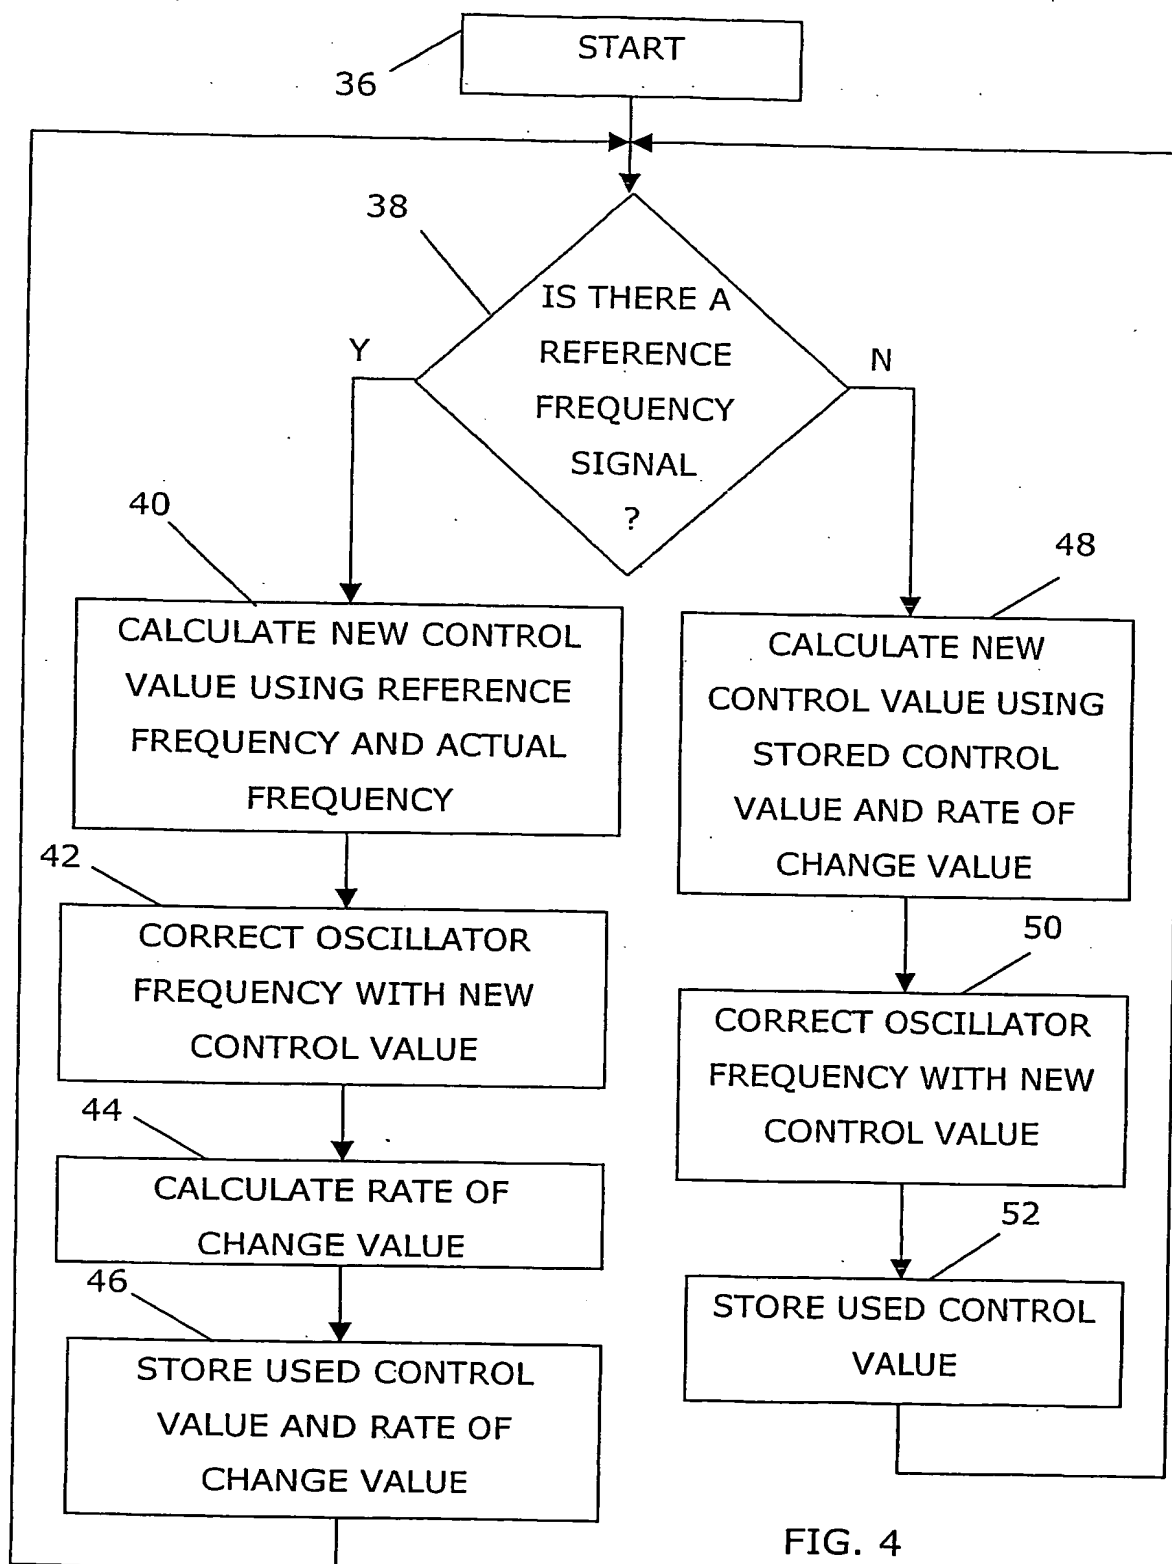 START
36
38
IS THERE A
REFERENCE
FREQUENCY
SIGNAL
?
Y
N
40
CALCULATE NEW CONTROL
VALUE USING REFERENCE
FREQUENCY AND ACTUAL
FREQUENCY
42
CORRECT OSCILLATOR
FREQUENCY WITH NEW
CONTROL VALUE
44
CALCULATE RATE OF
CHANGE VALUE
46
STORE USED CONTROL
VALUE AND RATE OF
CHANGE VALUE
48
CALCULATE NEW
CONTROL VALUE USING
STORED CONTROL
VALUE AND RATE OF
CHANGE VALUE
50
CORRECT OSCILLATOR
FREQUENCY WITH NEW
CONTROL VALUE
52
STORE USED CONTROL
VALUE
FIG. 4